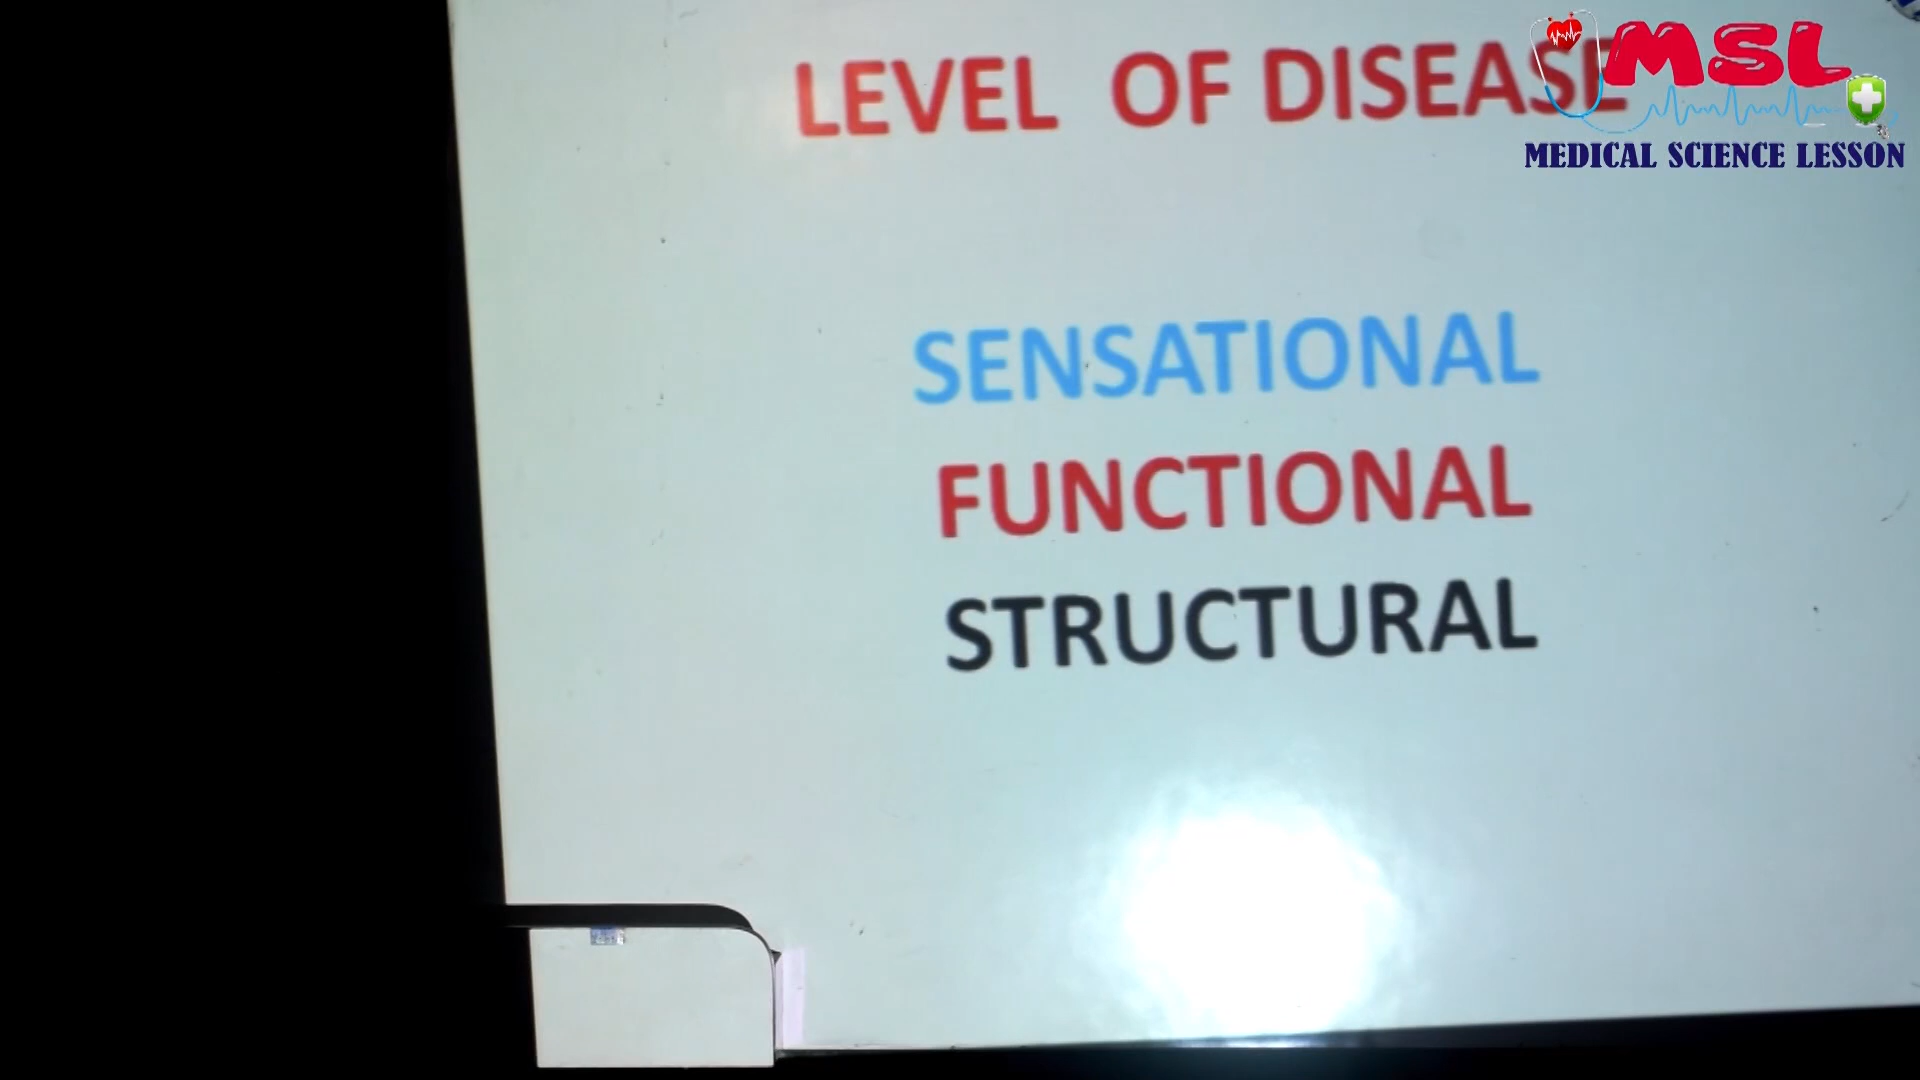 LEVEL OF DISEASE
MSL
MEDICAL SCIENCE LESSON
SENSATIONAL
FUNCTIONAL
STRUCTURAL